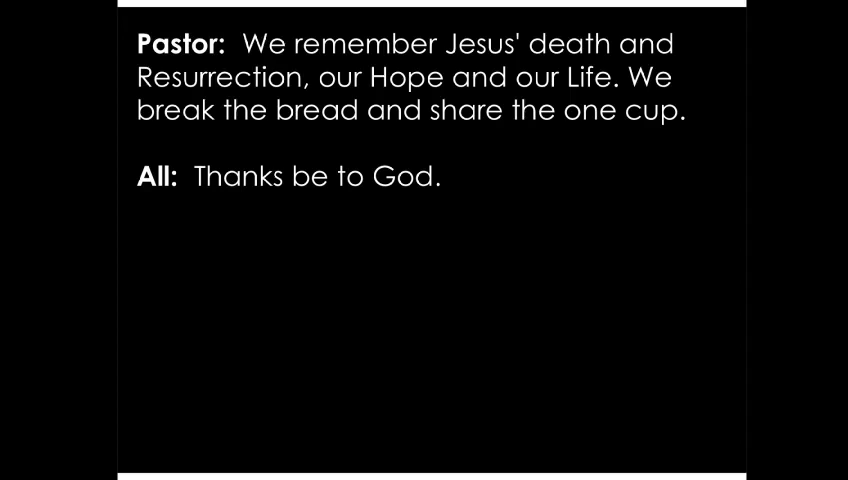 Pastor: We remember Jesus' death and
Resurrection, our Hope and our Life. We
break the bread and share the one cup.
All: Thanks be to God.